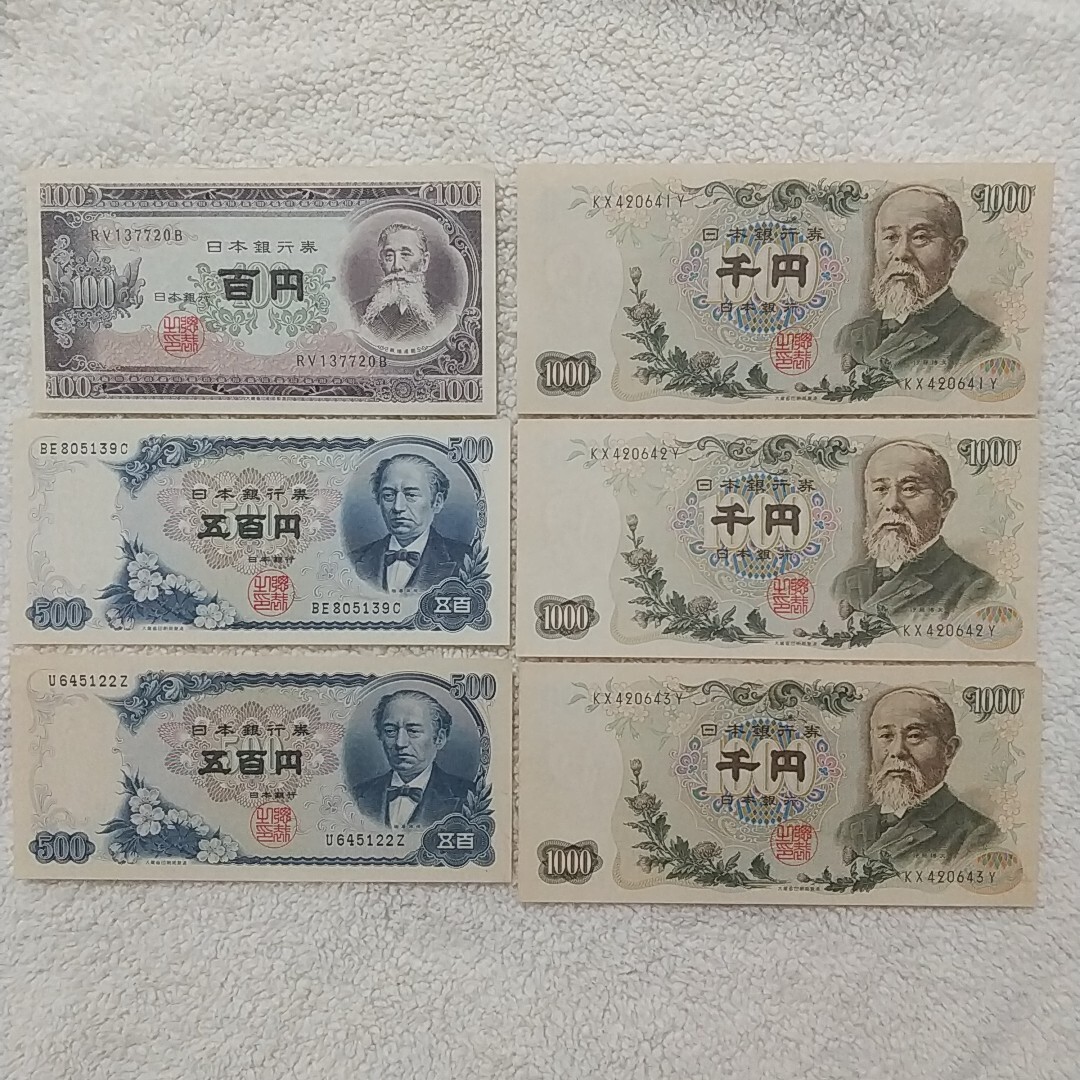 100 100
RV137720B
日本銀行券
百円
100
日本銀行
RV137720B
100 100
BE805139C
500
日本銀行券
五百円
日本銀行
500
BE805139C
五百
U645122Z
500
日本銀行券
五百円
日本銀行
500
U645122Z
五百
KX420641Y
1000
日本銀行券
千円
日本銀行
1000
KX420641Y
KX420642Y
1000
日本銀行券
千円
日本銀行
1000
KX420642Y
KX420643Y
1000
日本銀行券
千円
日本銀行
1000
KX420643Y